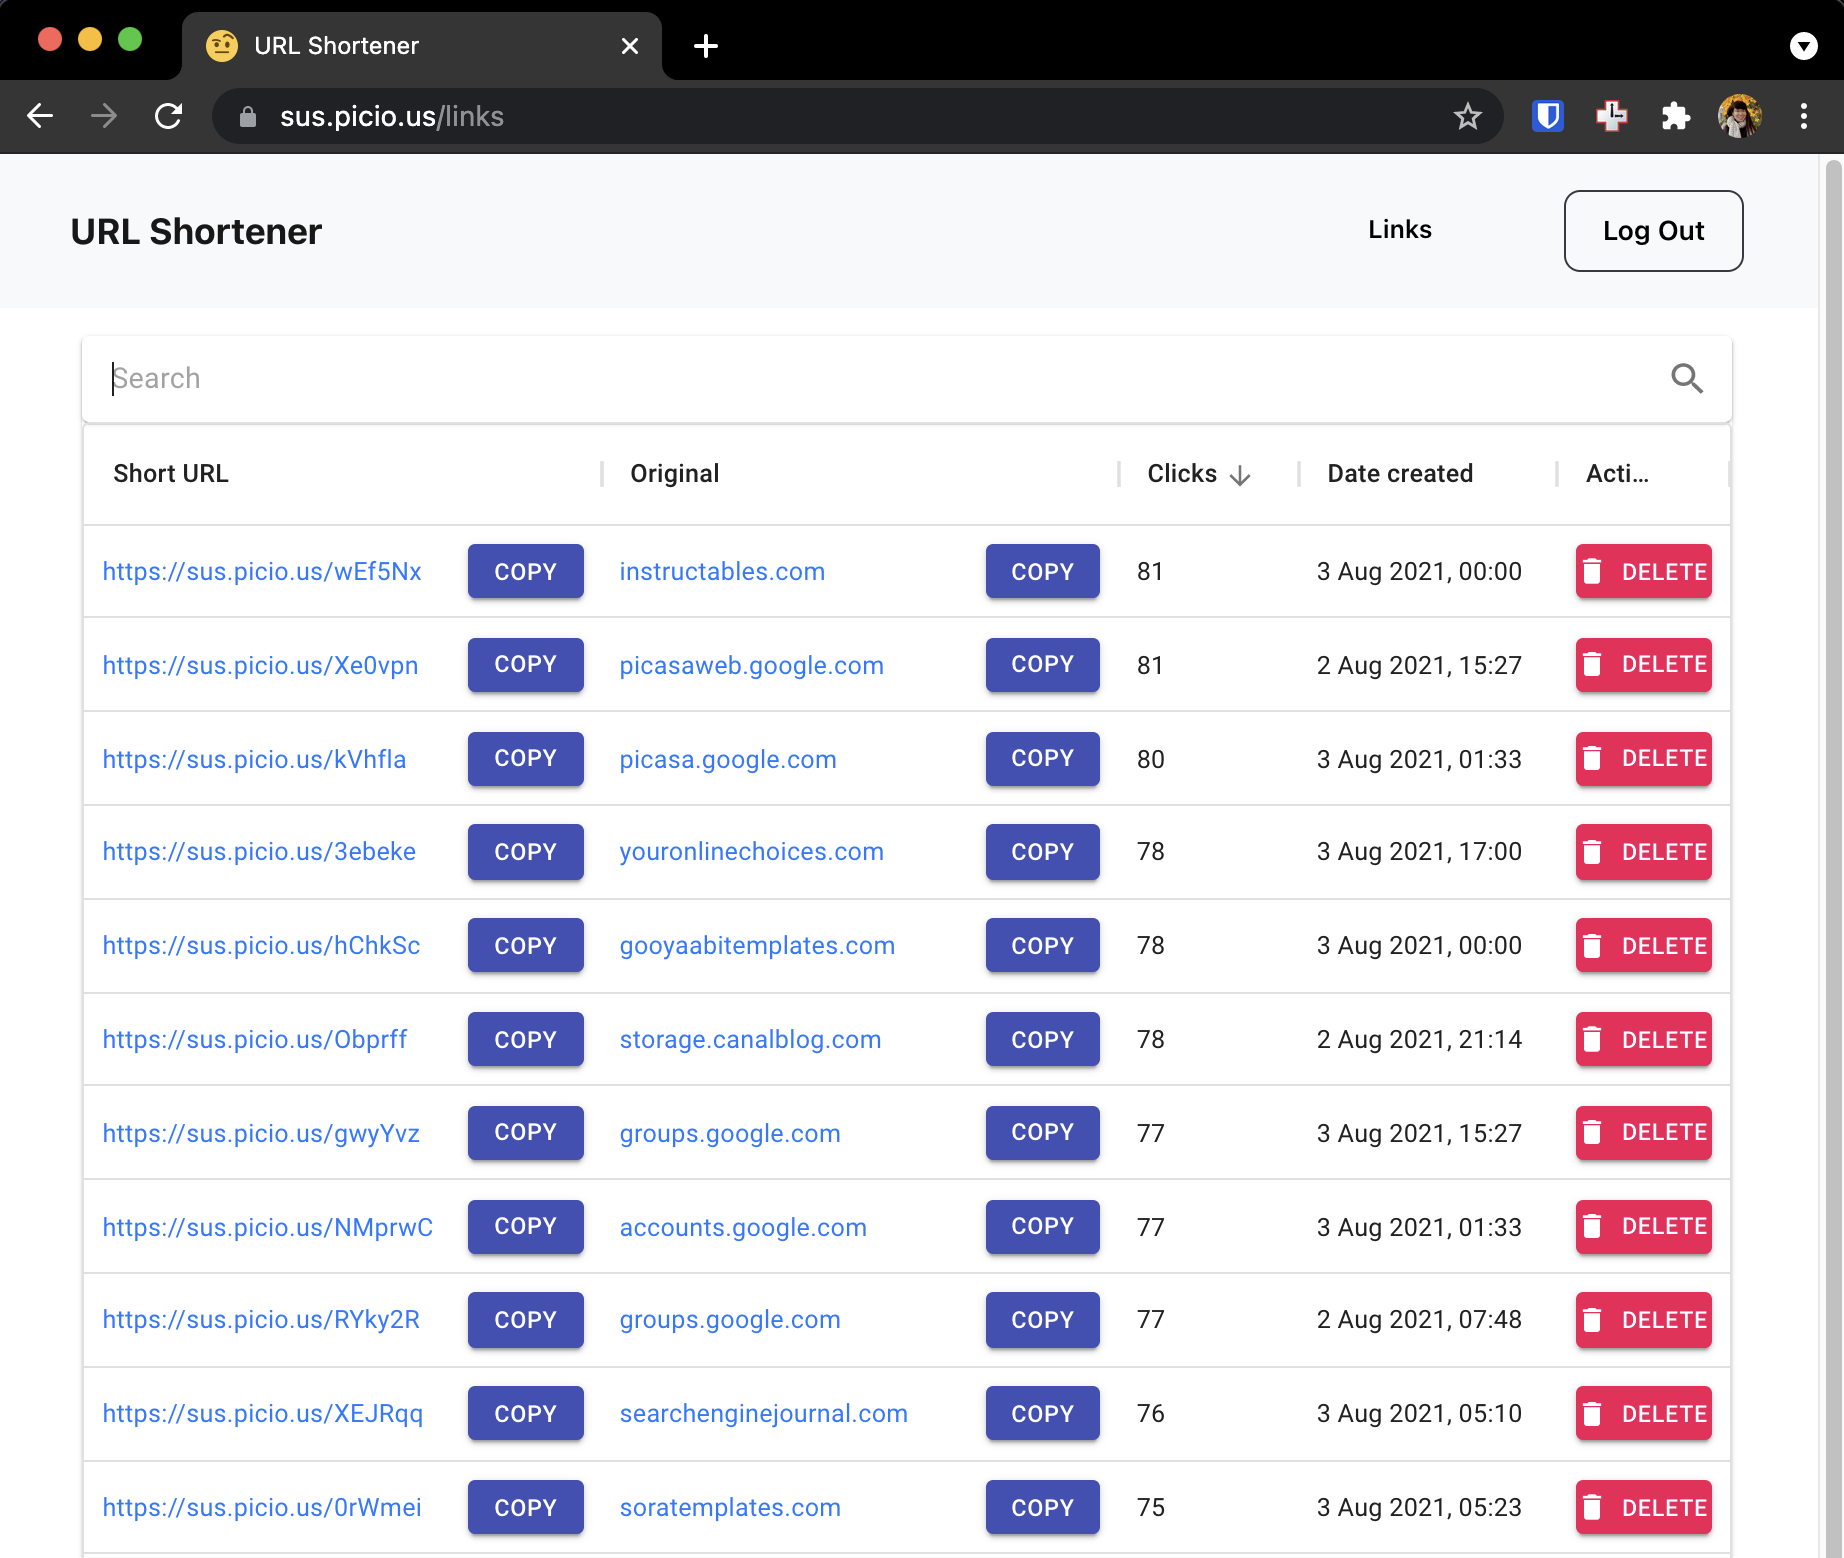 URL Shortener
sus.picio.us/links
URL Shortener Links Log Out
Search
Short URL Original Clicks Date created Acti...
https://sus.picio.us/wEf5Nx COPY instructables.com COPY 81 3 Aug 2021, 00:00 DELETE
https://sus.picio.us/Xe0vpn COPY picasaweb.google.com COPY 81 2 Aug 2021, 15:27 DELETE
https://sus.picio.us/kVhfla COPY picasa.google.com COPY 80 3 Aug 2021, 01:33 DELETE
https://sus.picio.us/3ebeke COPY youronlinechoices.com COPY 78 3 Aug 2021, 17:00 DELETE
https://sus.picio.us/hChkSc COPY gooyaabitemplates.com COPY 78 3 Aug 2021, 00:00 DELETE
https://sus.picio.us/Obprff COPY storage.canalblog.com COPY 78 2 Aug 2021, 21:14 DELETE
https://sus.picio.us/gwyYvz COPY groups.google.com COPY 77 3 Aug 2021, 15:27 DELETE
https://sus.picio.us/NMprwC COPY accounts.google.com COPY 77 3 Aug 2021, 01:33 DELETE
https://sus.picio.us/RYky2R COPY groups.google.com COPY 77 2 Aug 2021, 07:48 DELETE
https://sus.picio.us/XEJRqq COPY searchenginejournal.com COPY 76 3 Aug 2021, 05:10 DELETE
https://sus.picio.us/0rWmei COPY soratemplates.com COPY 75 3 Aug 2021, 05:23 DELETE